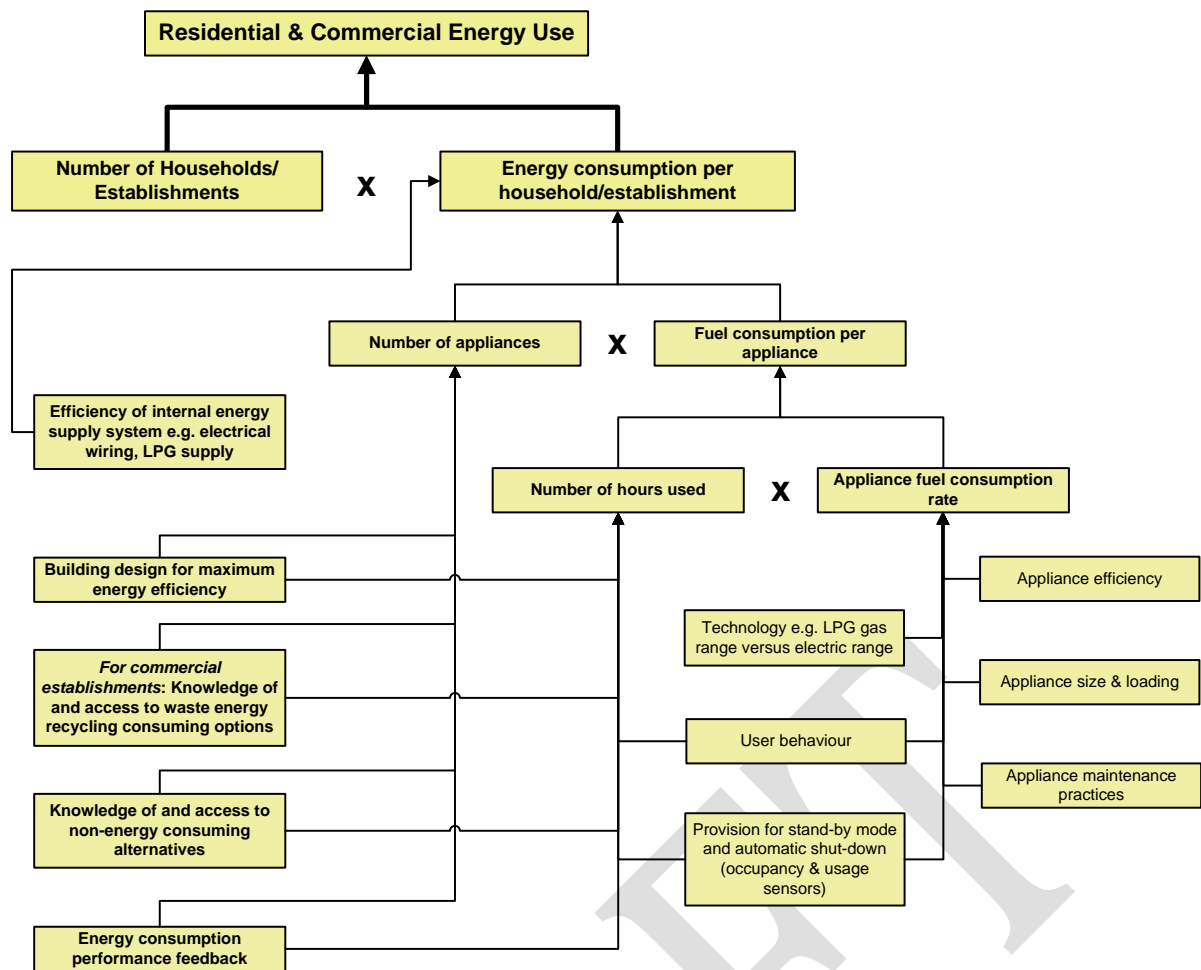 Residential & Commercial Energy Use
Number of Households/
Establishments
X
Energy consumption per
household/establishment
Number of appliances
X
Fuel consumption per
appliance
Efficiency of internal energy
supply system e.g. electrical
wiring, LPG supply
Number of hours used
X
Appliance fuel consumption
rate
Building design for maximum
energy efficiency
Appliance efficiency
Technology e.g. LPG gas
range versus electric range
For commercial
establishments: Knowledge of
and access to waste energy
recycling consuming options
Appliance size & loading
User behaviour
Appliance maintenance
practices
Knowledge of and access to
non-energy consuming
alternatives
Provision for stand-by mode
and automatic shut-down
(occupancy & usage
sensors)
Energy consumption
performance feedback